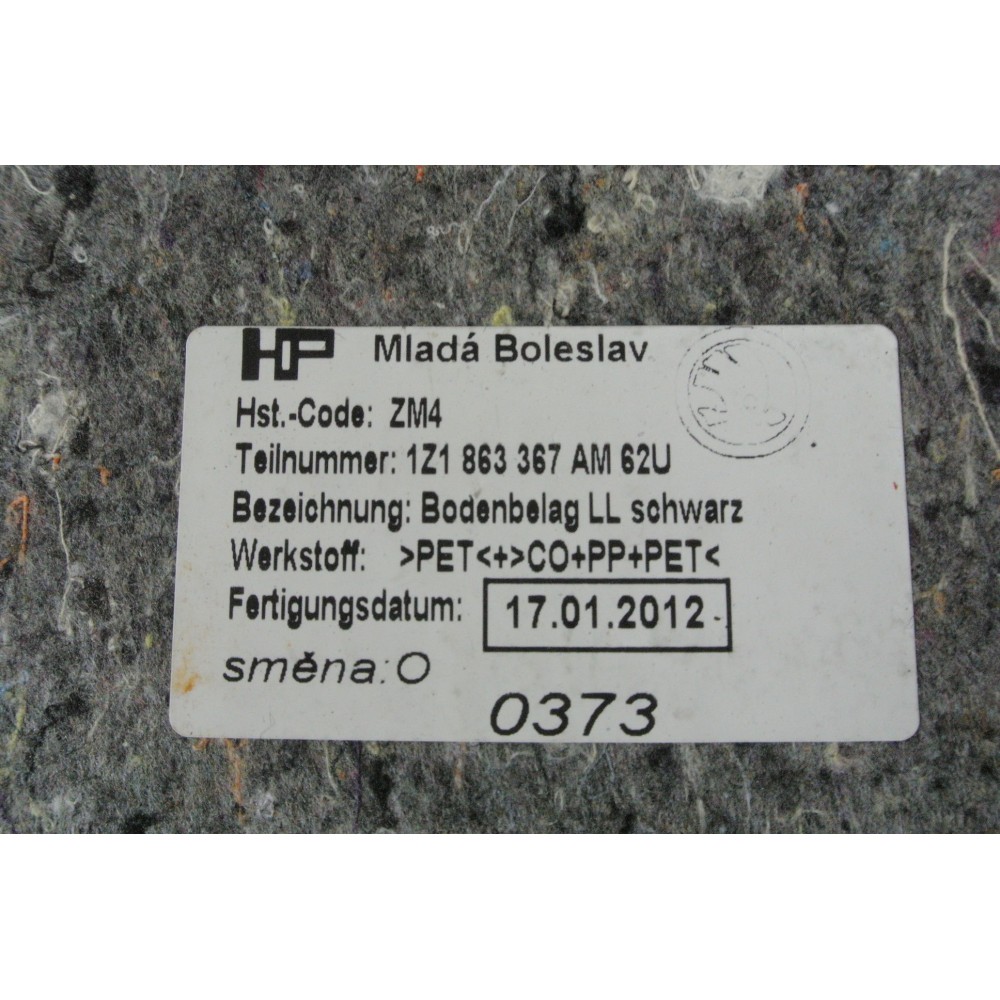 HP Mladá Boleslav
Hst.-Code: ZM4
Teilnummer: 1Z1 863 367 AM 62U
Bezeichnung: Bodenbelag LL schwarz
Werkstoff: >PET<+>CO+PP+PET<
Fertigungsdatum: 17.01.2012
směna: O
0373